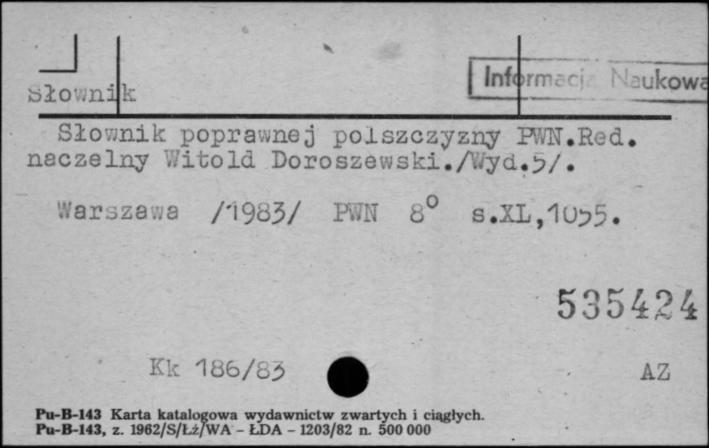 Informacja Naukowa
Słownik
Słownik poprawnej polszczyzny PWN.Red.
naczelny Witold Doroszewski./Wyd.5/.
Warszawa /1983/ PWN 8° s.XL,1055.
535424
Kk 186/83 AZ
Pu-B-143 Karta katalogowa wydawnictw zwartych i ciągłych.
Pu-B-143, z. 1962/S/Łż/WA - ŁDA - 1203/82 n. 500 000